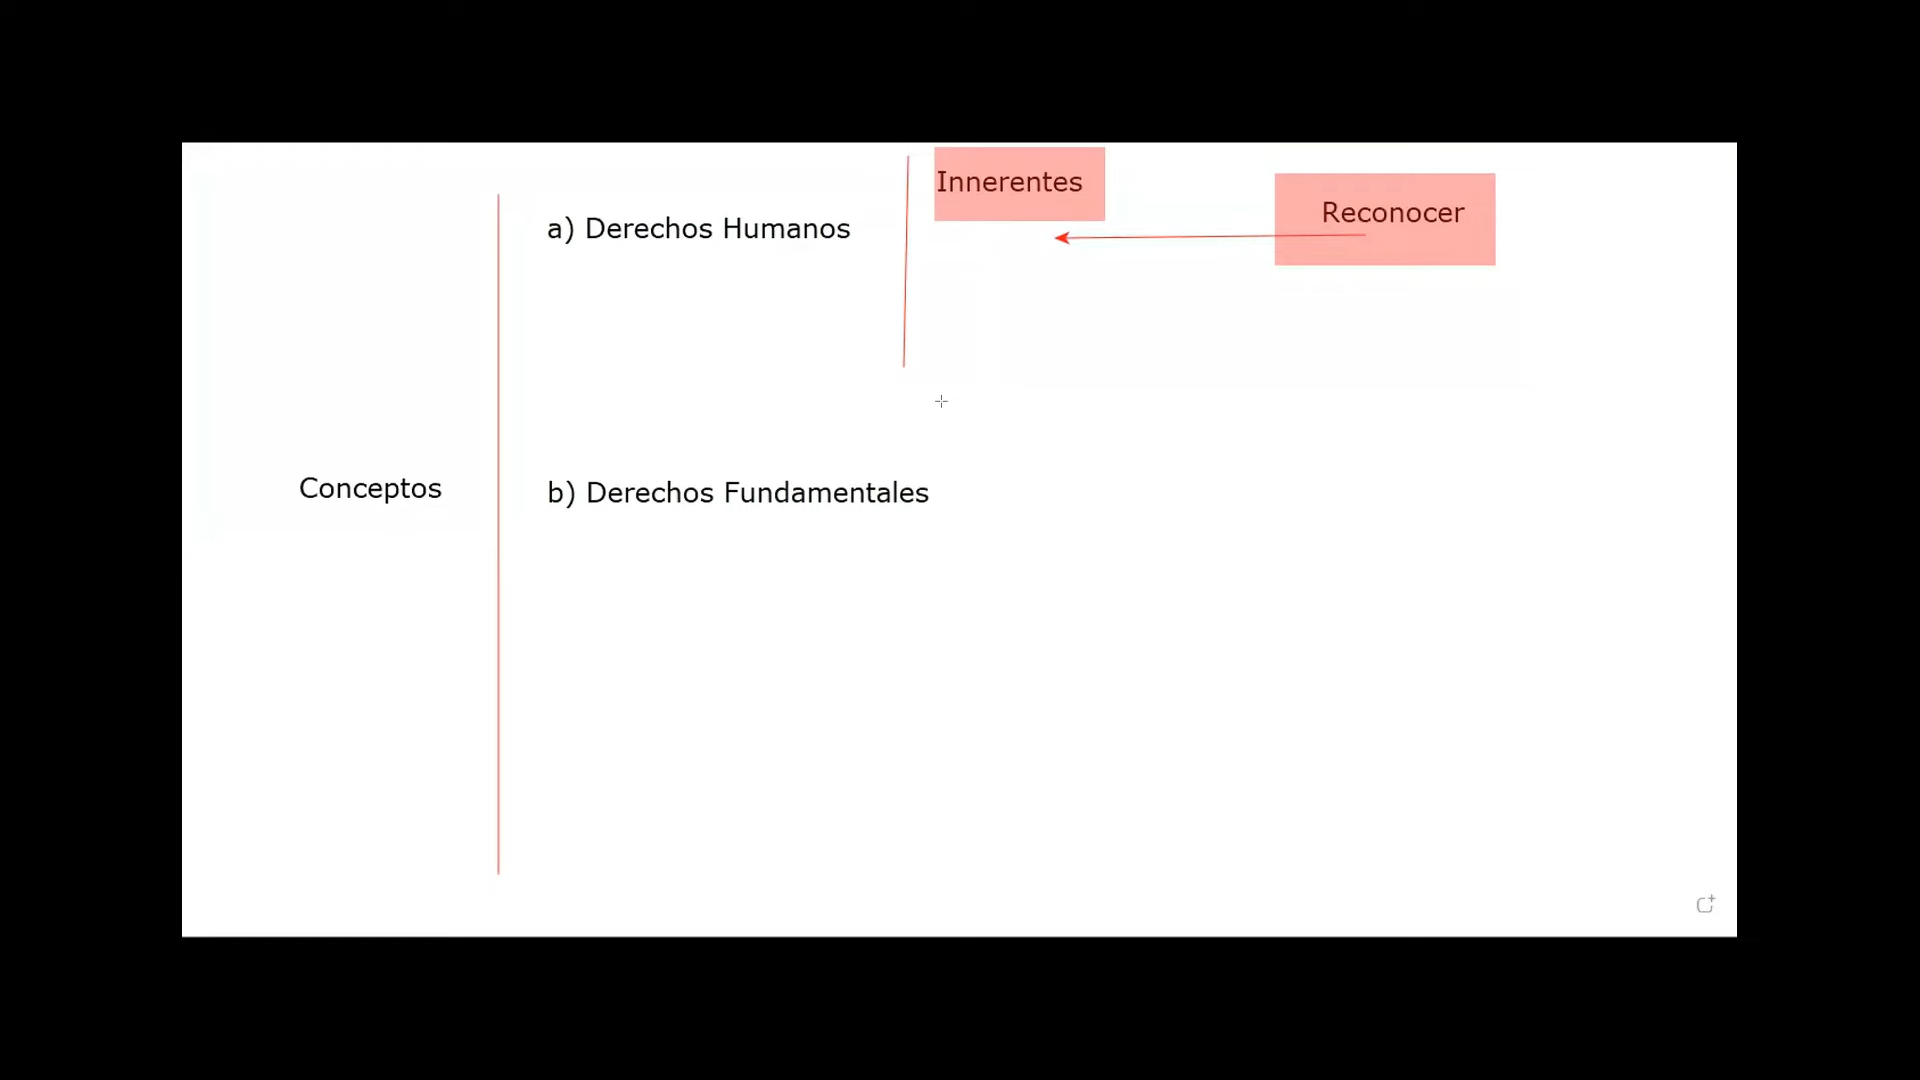 Innerentes
Reconocer
a) Derechos Humanos
Conceptos
b) Derechos Fundamentales